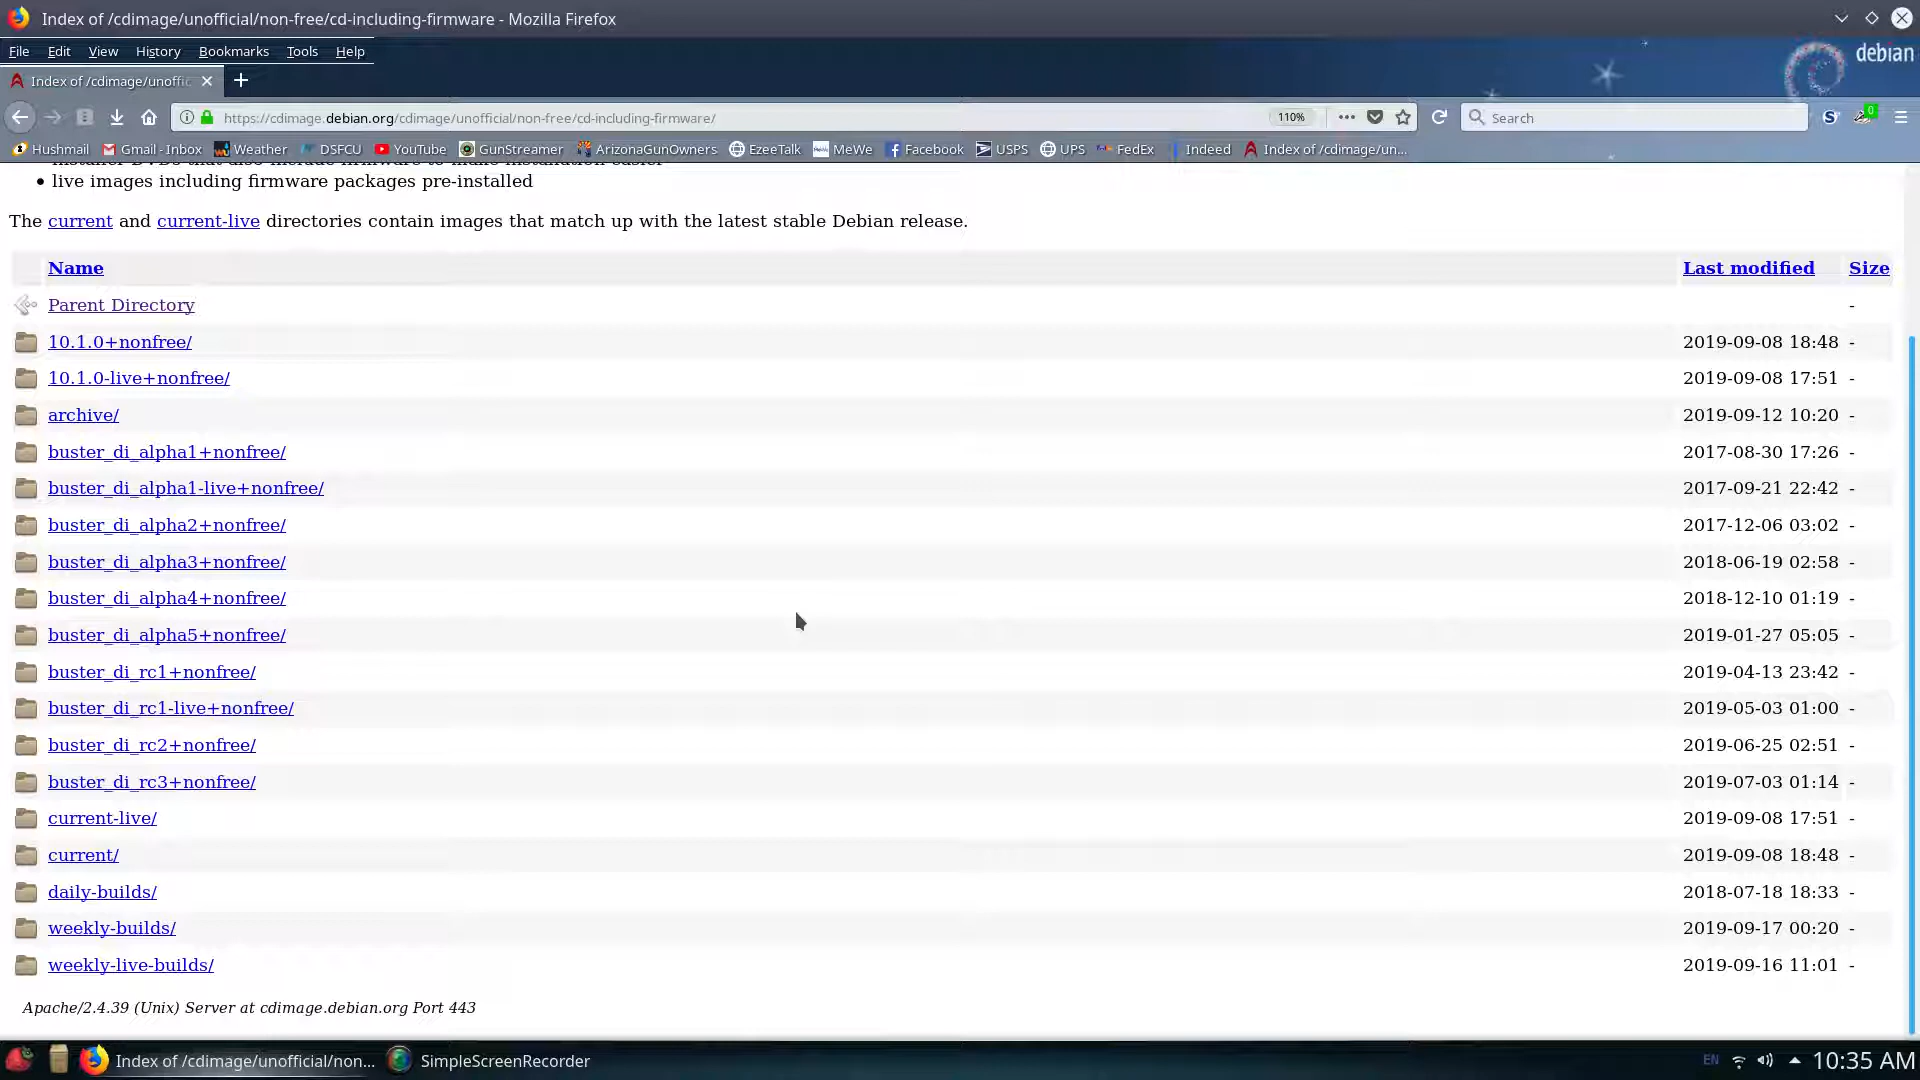 Index of /cdimage/unofficial/non-free/cd-including-firmware - Mozilla Firefox
File Edit View History Bookmarks Tools Help
debian
Index of /cdimage/unoffic
https://cdimage.debian.org/cdimage/unofficial/non-free/cd-including-firmware/ 110% Search 0
Hushmail Gmail - Inbox Weather DSFCU YouTube GunStreamer ArizonaGunOwners EzeeTalk MeWe Facebook USPS UPS FedEx Indeed Index of /cdimage/un...
installer DVDs that also include firmware to make installation easier
• live images including firmware packages pre-installed
The current and current-live directories contain images that match up with the latest stable Debian release.
Name Last modified Size
Parent Directory -
10.1.0+nonfree/ 2019-09-08 18:48 -
10.1.0-live+nonfree/ 2019-09-08 17:51 -
archive/ 2019-09-12 10:20 -
buster_di_alpha1+nonfree/ 2017-08-30 17:26 -
buster_di_alpha1-live+nonfree/ 2017-09-21 22:42 -
buster_di_alpha2+nonfree/ 2017-12-06 03:02 -
buster_di_alpha3+nonfree/ 2018-06-19 02:58 -
buster_di_alpha4+nonfree/ 2018-12-10 01:19 -
buster_di_alpha5+nonfree/ 2019-01-27 05:05 -
buster_di_rc1+nonfree/ 2019-04-13 23:42 -
buster_di_rc1-live+nonfree/ 2019-05-03 01:00 -
buster_di_rc2+nonfree/ 2019-06-25 02:51 -
buster_di_rc3+nonfree/ 2019-07-03 01:14 -
current-live/ 2019-09-08 17:51 -
current/ 2019-09-08 18:48 -
daily-builds/ 2018-07-18 18:33 -
weekly-builds/ 2019-09-17 00:20 -
weekly-live-builds/ 2019-09-16 11:01 -
Apache/2.4.39 (Unix) Server at cdimage.debian.org Port 443
Index of /cdimage/unofficial/non... SimpleScreenRecorder EN 10:35 AM